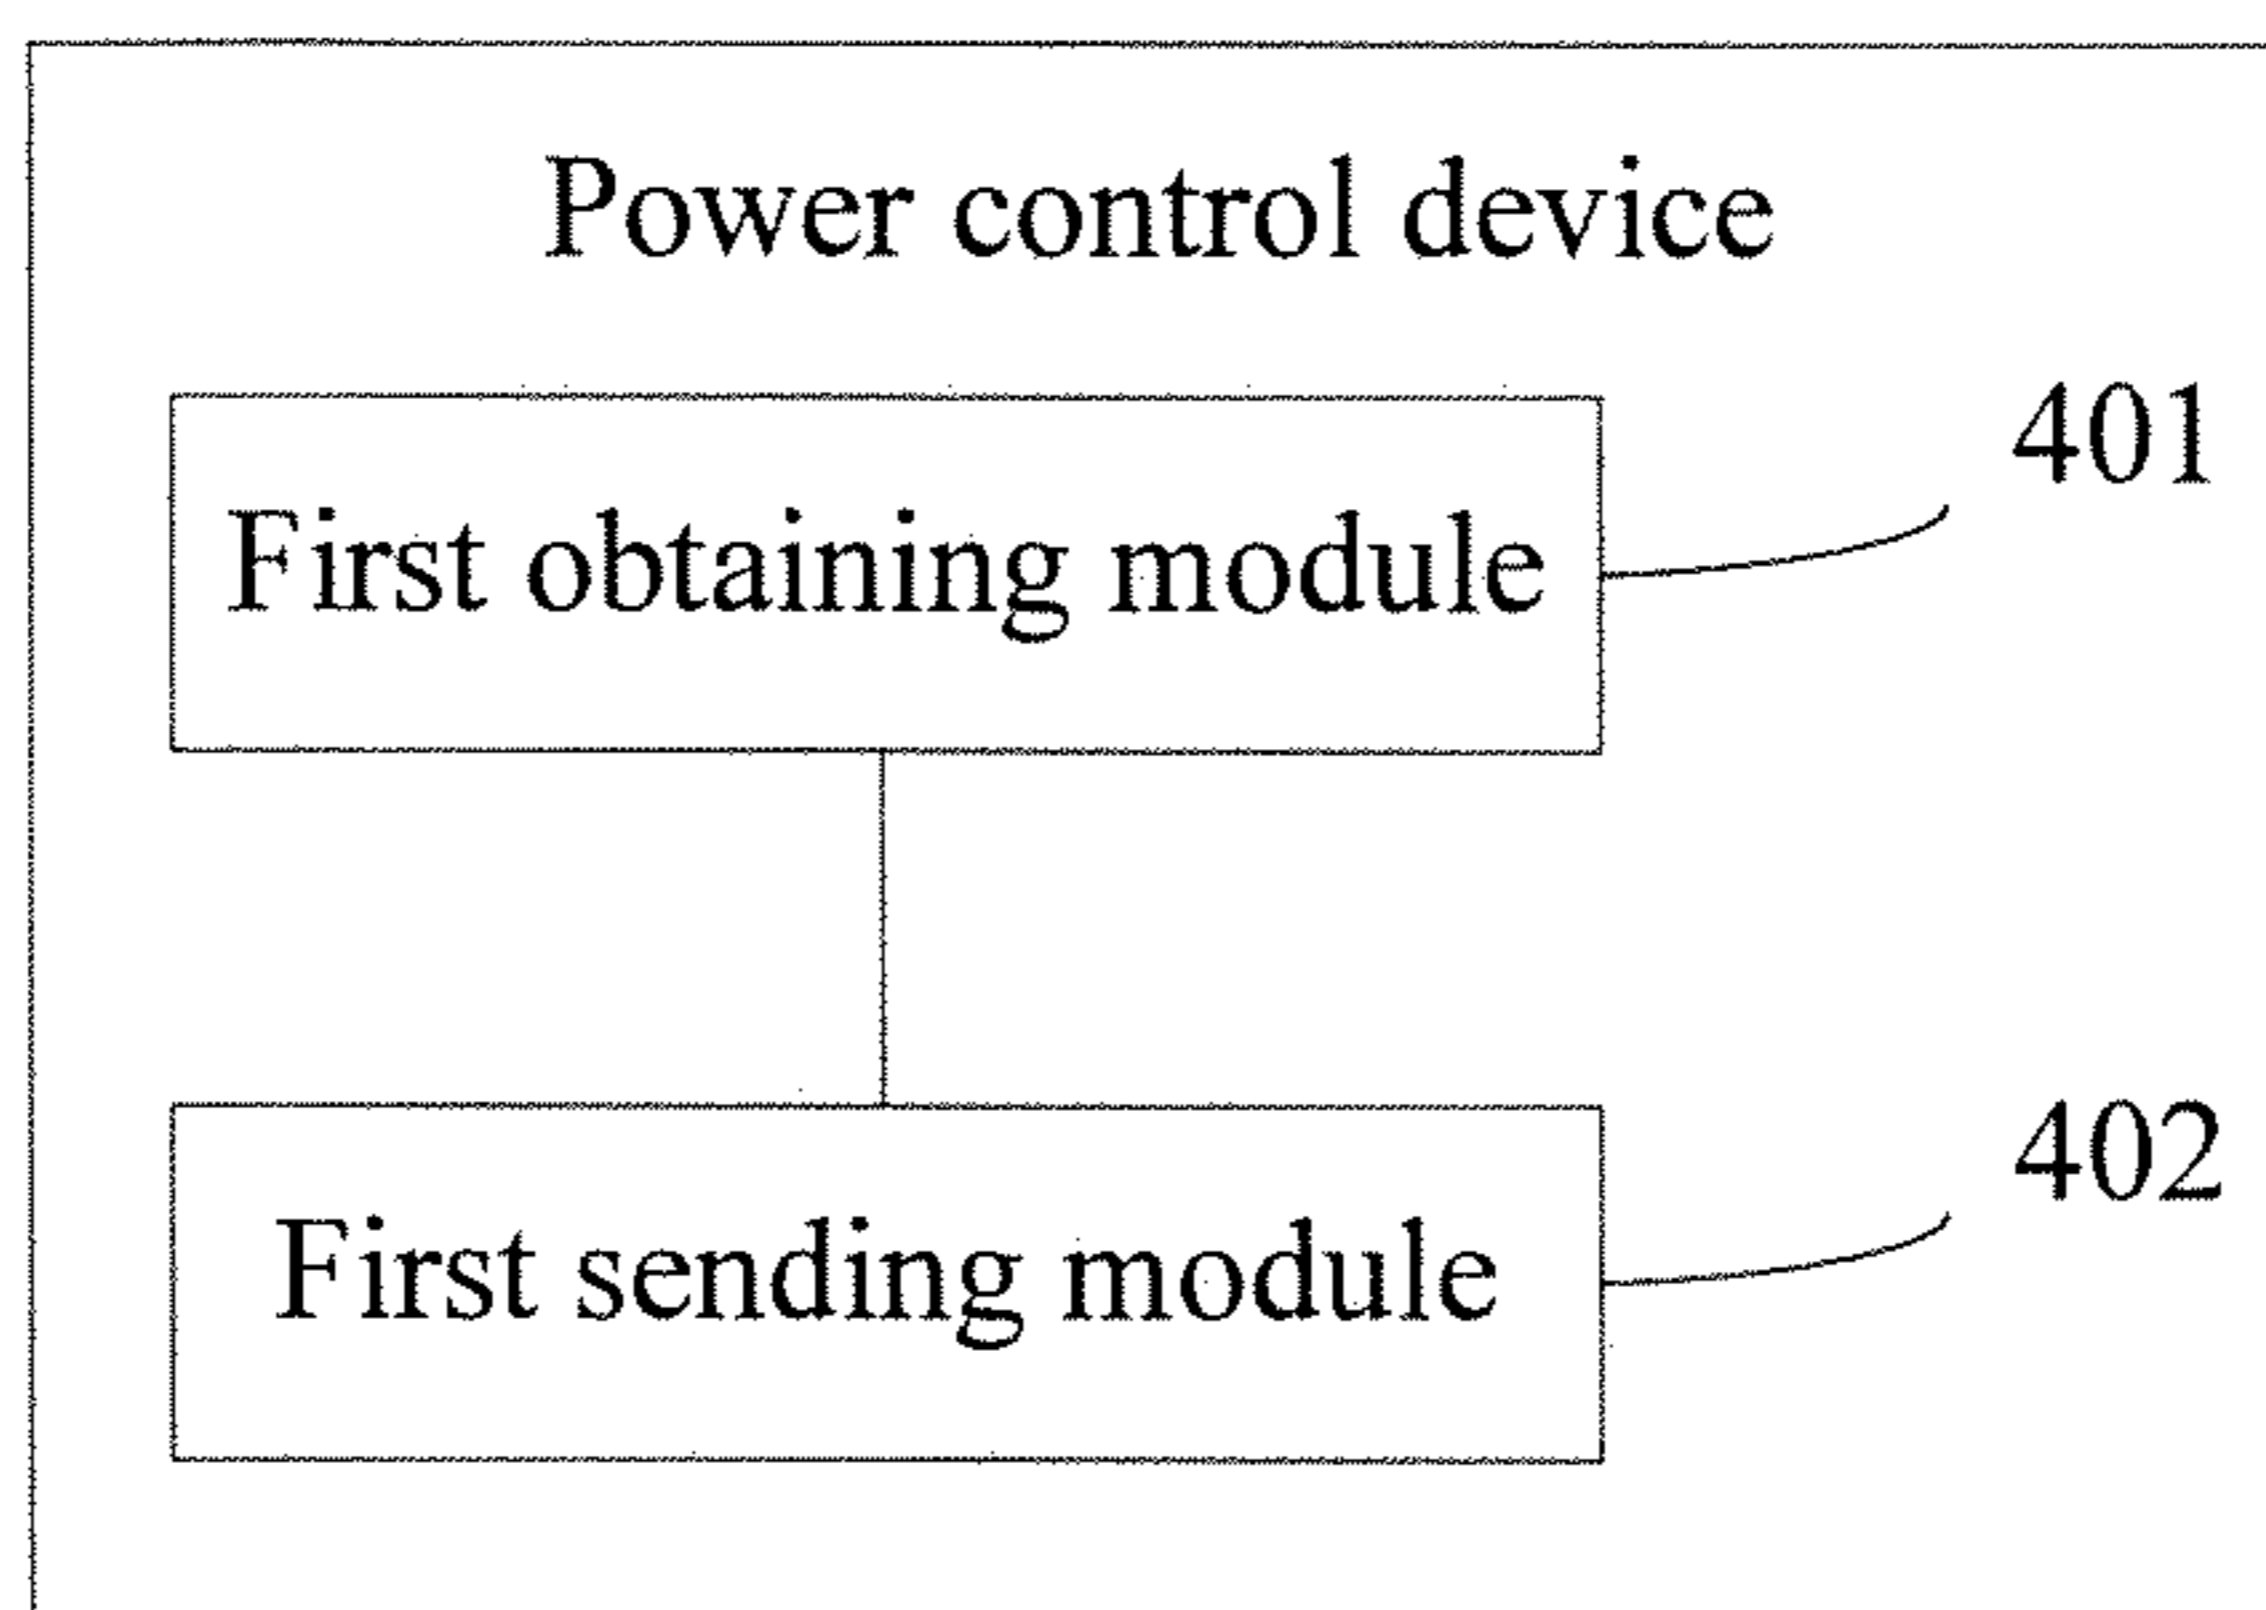 Power control device
401
First obtaining module
402
First sending module